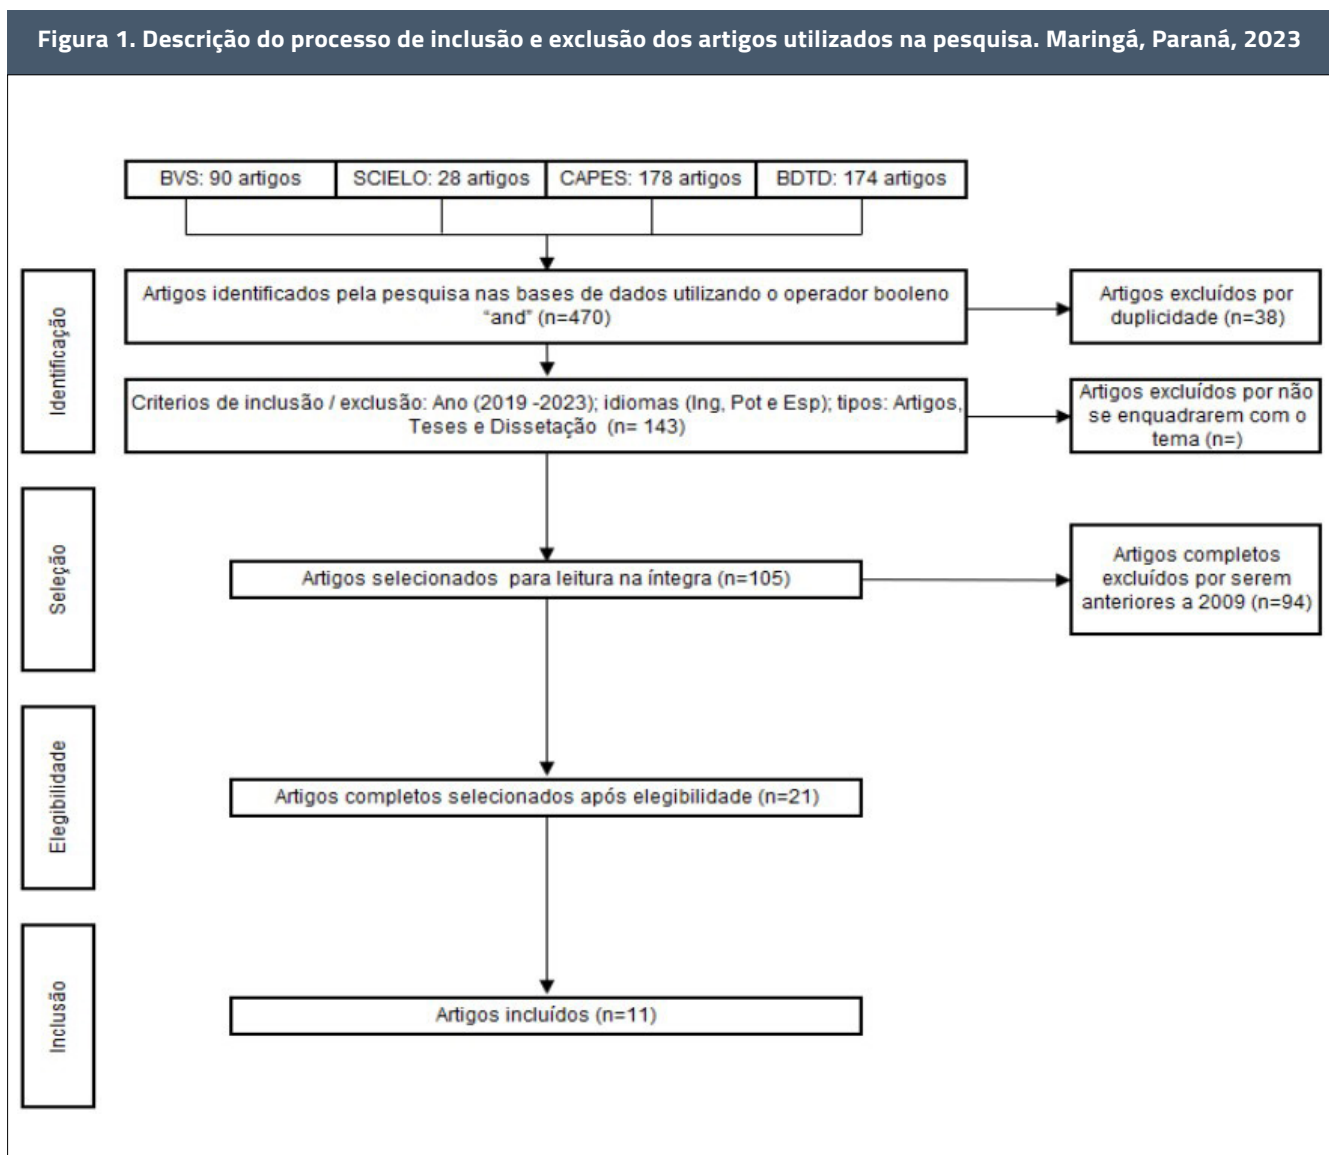 Figura 1. Descrição do processo de inclusão e exclusão dos artigos utilizados na pesquisa. Maringá, Paraná, 2023
BVS: 90 artigos
SCIELO: 28 artigos
CAPES: 178 artigos
BDTD: 174 artigos
Identificação
Artigos identificados pela pesquisa nas bases de dados utilizando o operador booleno
“and” (n=470)
Artigos excluídos por
duplicidade (n=38)
Criterios de inclusão / exclusão: Ano (2019 -2023); idiomas (Ing, Pot e Esp); tipos: Artigos,
Teses e Dissetação (n= 143)
Artigos excluídos por não
se enquadrarem com o
tema (n=)
Seleção
Artigos selecionados para leitura na íntegra (n=105)
Artigos completos
excluídos por serem
anteriores a 2009 (n=94)
Elegibilidade
Artigos completos selecionados após elegibilidade (n=21)
Inclusão
Artigos incluídos (n=11)